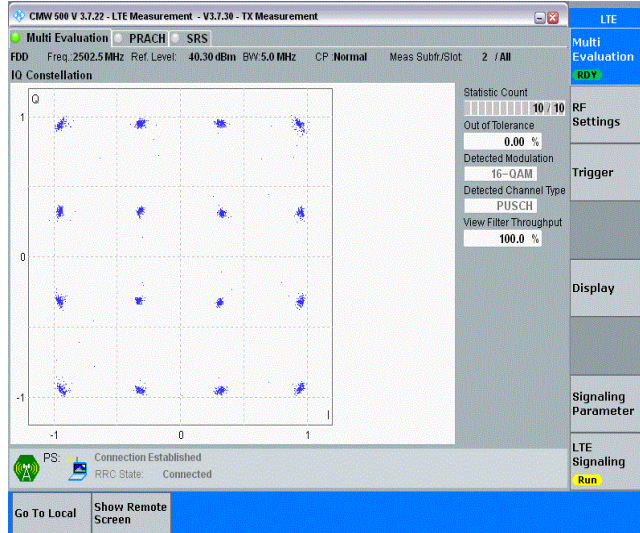 CMW 500 V 3.7.22 - LTE Measurement - V3.7.30 - TX Measurement
LTE
Multi Evaluation PRACH SRS
FDD Freq.:2502.5 MHz Ref. Level: 40.30 dBm BW:5.0 MHz CP :Normal Meas Subfr./Slot: 2 / All
IQ Constellation
Q
1
0
-1
-1 0 1
I
Statistic Count
10 / 10
Out of Tolerance
0.00 %
Detected Modulation
16-QAM
Detected Channel Type
PUSCH
View Filter Throughput
100.0 %
Multi
Evaluation
RDY
RF
Settings
Trigger
Display
Signaling
Parameter
LTE
Signaling
Run
PS: Connection Established
RRC State: Connected
Go To Local
Show Remote
Screen